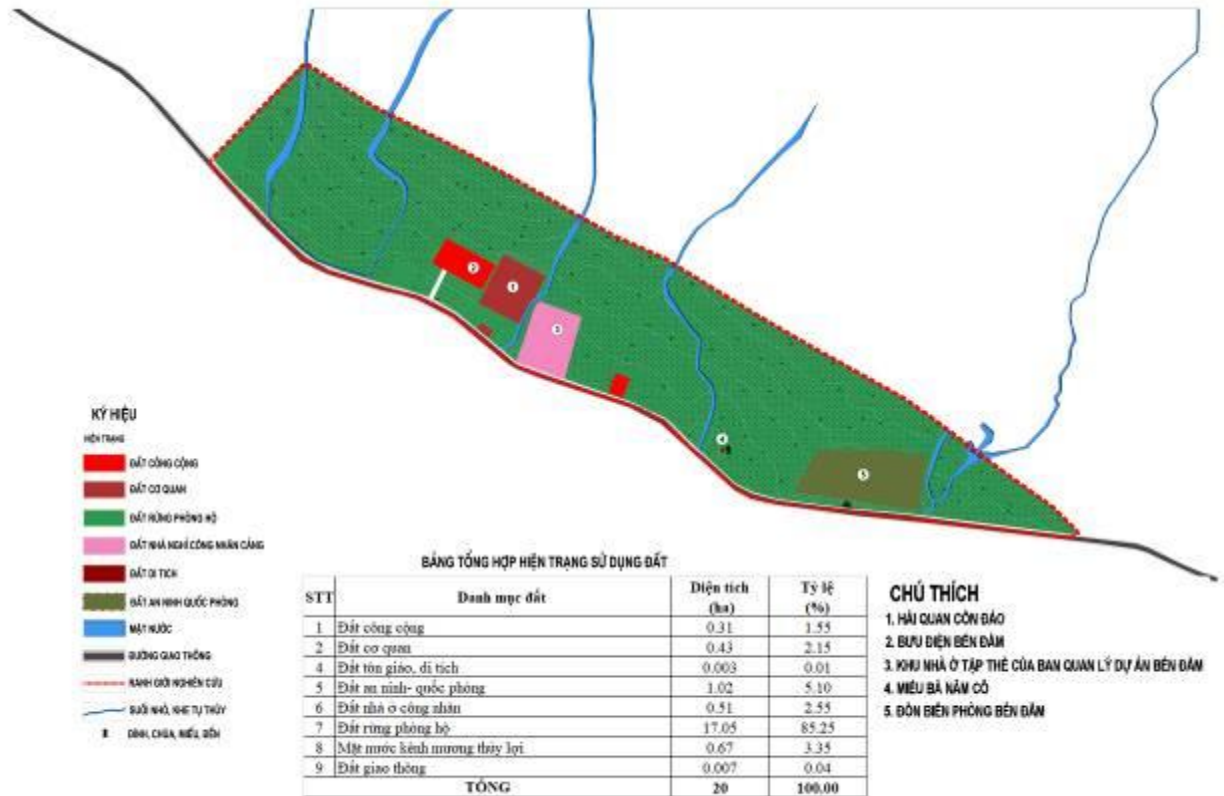 2
1
3
4
5
KÝ HIỆU
HIỆN TRẠNG
ĐẤT CÔNG CỘNG
ĐẤT CƠ QUAN
ĐẤT RỪNG PHÒNG HỘ
ĐẤT NHÀ NGHỈ CÔNG NHÂN CẢNG
ĐẤT DI TÍCH
ĐẤT AN NINH QUỐC PHÒNG
MẶT NƯỚC
ĐƯỜNG GIAO THÔNG
RANH GIỚI NGHIÊN CỨU
SUỐI NHỎ, KHE TỤ THỦY
ĐÌNH, CHÙA, MIẾU, ĐỀN
BẢNG TỔNG HỢP HIỆN TRẠNG SỬ DỤNG ĐẤT
STT Danh mục đất Diện tích (ha) Tỷ lệ (%)
1 Đất công cộng 0.31 1.55
2 Đất cơ quan 0.43 2.15
4 Đất tôn giáo, di tích 0.003 0.01
5 Đất an ninh- quốc phòng 1.02 5.10
6 Đất nhà ở công nhân 0.51 2.55
7 Đất rừng phòng hộ 17.05 85.25
8 Mặt nước kênh mương thủy lợi 0.67 3.35
9 Đất giao thông 0.007 0.04
TỔNG 20 100.00
CHÚ THÍCH
1. HẢI QUAN CÔN ĐẢO
2. BƯU ĐIỆN BẾN ĐẦM
3. KHU NHÀ Ở TẬP THỂ CỦA BAN QUẢN LÝ DỰ ÁN BẾN ĐẦM
4. MIẾU BÀ NĂM CÔ
5. ĐỒN BIÊN PHÒNG BẾN ĐẦM